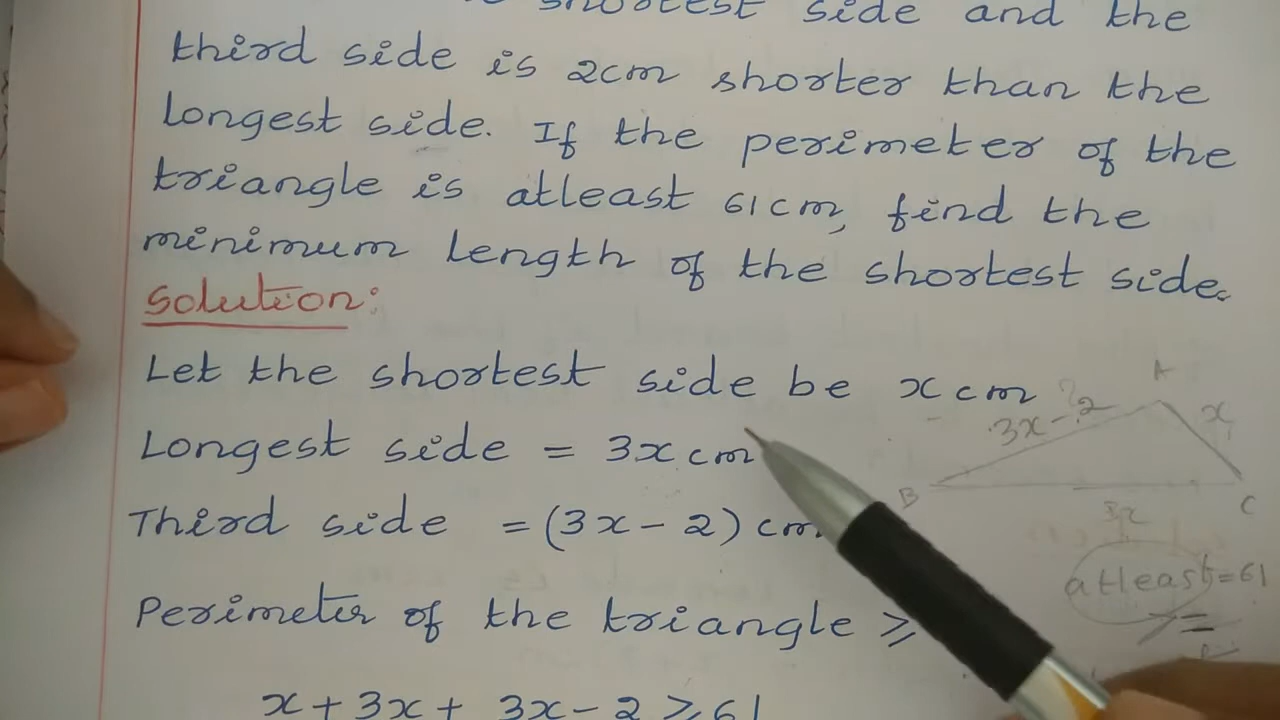 shortest side and the
third side is 2cm shorter than the
longest side. If the perimeter of the
triangle is atleast 61cm, find the
minimum length of the shortest side.
Solution:
Let the shortest side be x cm
Longest side = 3x cm
Third side = (3x - 2) cm
Perimeter of the triangle ≥
x + 3x + 3x - 2 ≥ 61
A
3x - 2
x
B
C
3x
atleast = 61